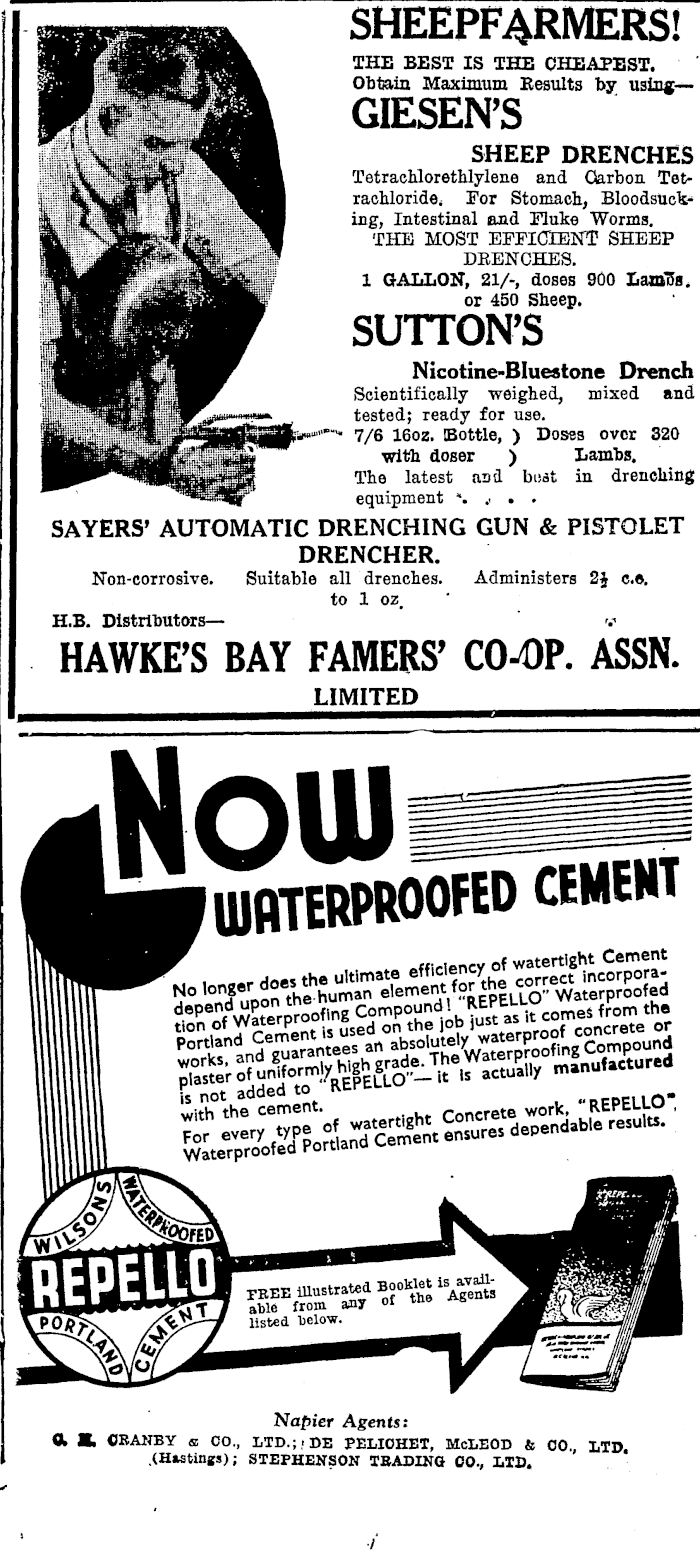 SHEEPFARMERS!
THE BEST IS THE CHEAPEST.
Obtain Maximum Results by using—
GIESEN'S
SHEEP DRENCHES
Tetrachlorethlylene and Carbon Tet-
rachloride. For Stomach, Bloodsuck-
ing, Intestinal and Fluke Worms.
THE MOST EFFICIENT SHEEP
DRENCHES.
1 GALLON, 21/-, doses 900 Lambs.
or 450 Sheep.
SUTTON'S
Nicotine-Bluestone Drench
Scientifically weighed, mixed and
tested; ready for use.
7/6 16oz. Bottle, ) Doses over 320
with doser ) Lambs.
The latest and best in drenching
equipment . . . .
SAYERS' AUTOMATIC DRENCHING GUN & PISTOLET
DRENCHER.
Non-corrosive. Suitable all drenches. Administers 2½ c.c.
to 1 oz.
H.B. Distributors—
HAWKE'S BAY FAMERS' CO-OP. ASSN.
LIMITED
NOW
WATERPROOFED CEMENT
No longer does the ultimate efficiency of watertight Cement
depend upon the human element for the correct incorpora-
tion of Waterproofing Compound! "REPELLO" Waterproofed
Portland Cement is used on the job just as it comes from the
works, and guarantees an absolutely waterproof concrete or
plaster of uniformly high grade. The Waterproofing Compound
is not added to "REPELLO"—it is actually manufactured
with the cement.
For every type of watertight Concrete work, "REPELLO",
Waterproofed Portland Cement ensures dependable results.
WILSONS WATERPROOFED
REPELLO
PORTLAND CEMENT
FREE illustrated Booklet is avail-
able from any of the Agents
listed below.
Napier Agents:
CRANBY & CO., LTD.; DE PELICHET, McLEOD & CO., LTD.
(Hastings); STEPHENSON TRADING CO., LTD.